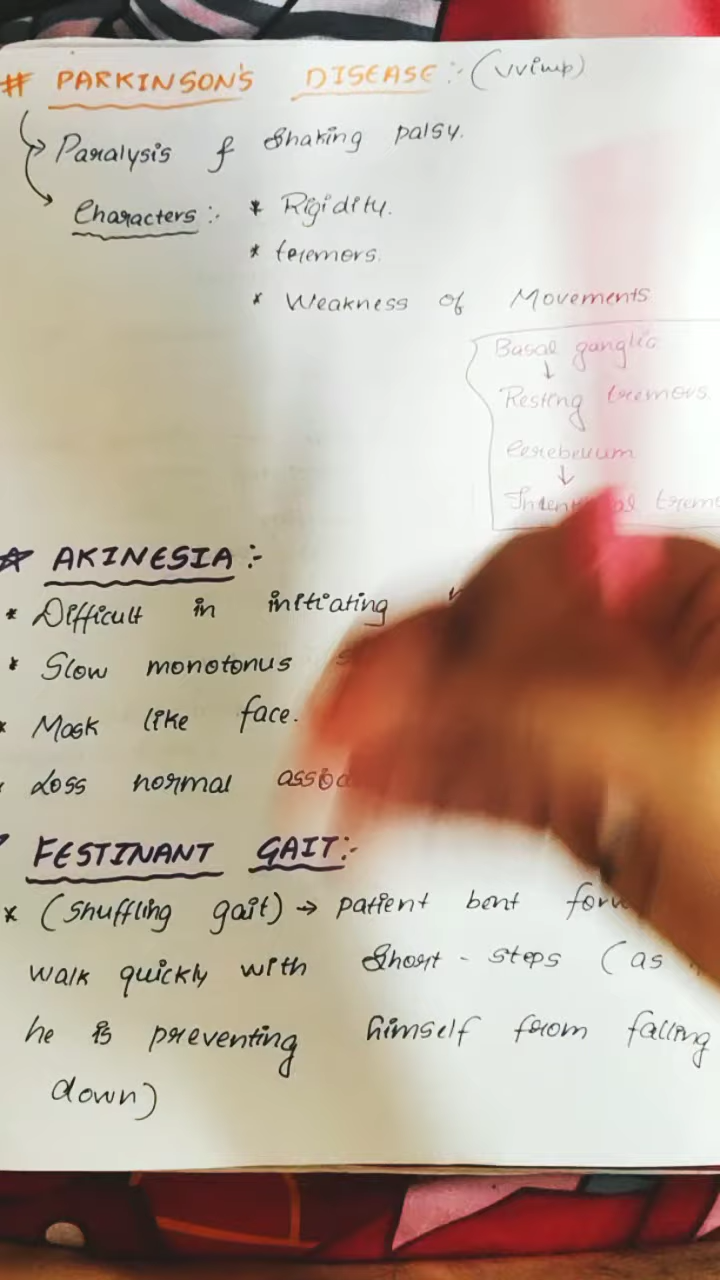 # PARKINSON'S DISEASE :- (vvimp)
Paralysis of Shaking palsy.
Characters :- * Rigidity.
* tremors.
* Weakness of Movements
Basal ganglia
↓
Resting tremors.
Cerebellum
↓
AKINESIA :-
* Difficult in initiating
* Slow monotonus
* Mask like face.
Loss normal
FESTINANT GAIT :-
* (Shuffling gait) → patient bent
walk quickly with Short - steps (as
he is preventing himself from falling
down)